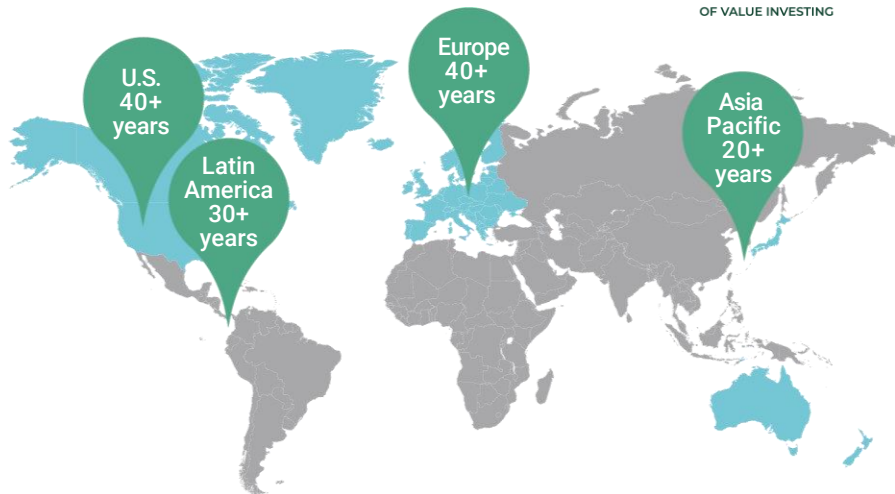 OF VALUE INVESTING
U.S.
40+
years
Latin
America
30+
years
Europe
40+
years
Asia
Pacific
20+
years